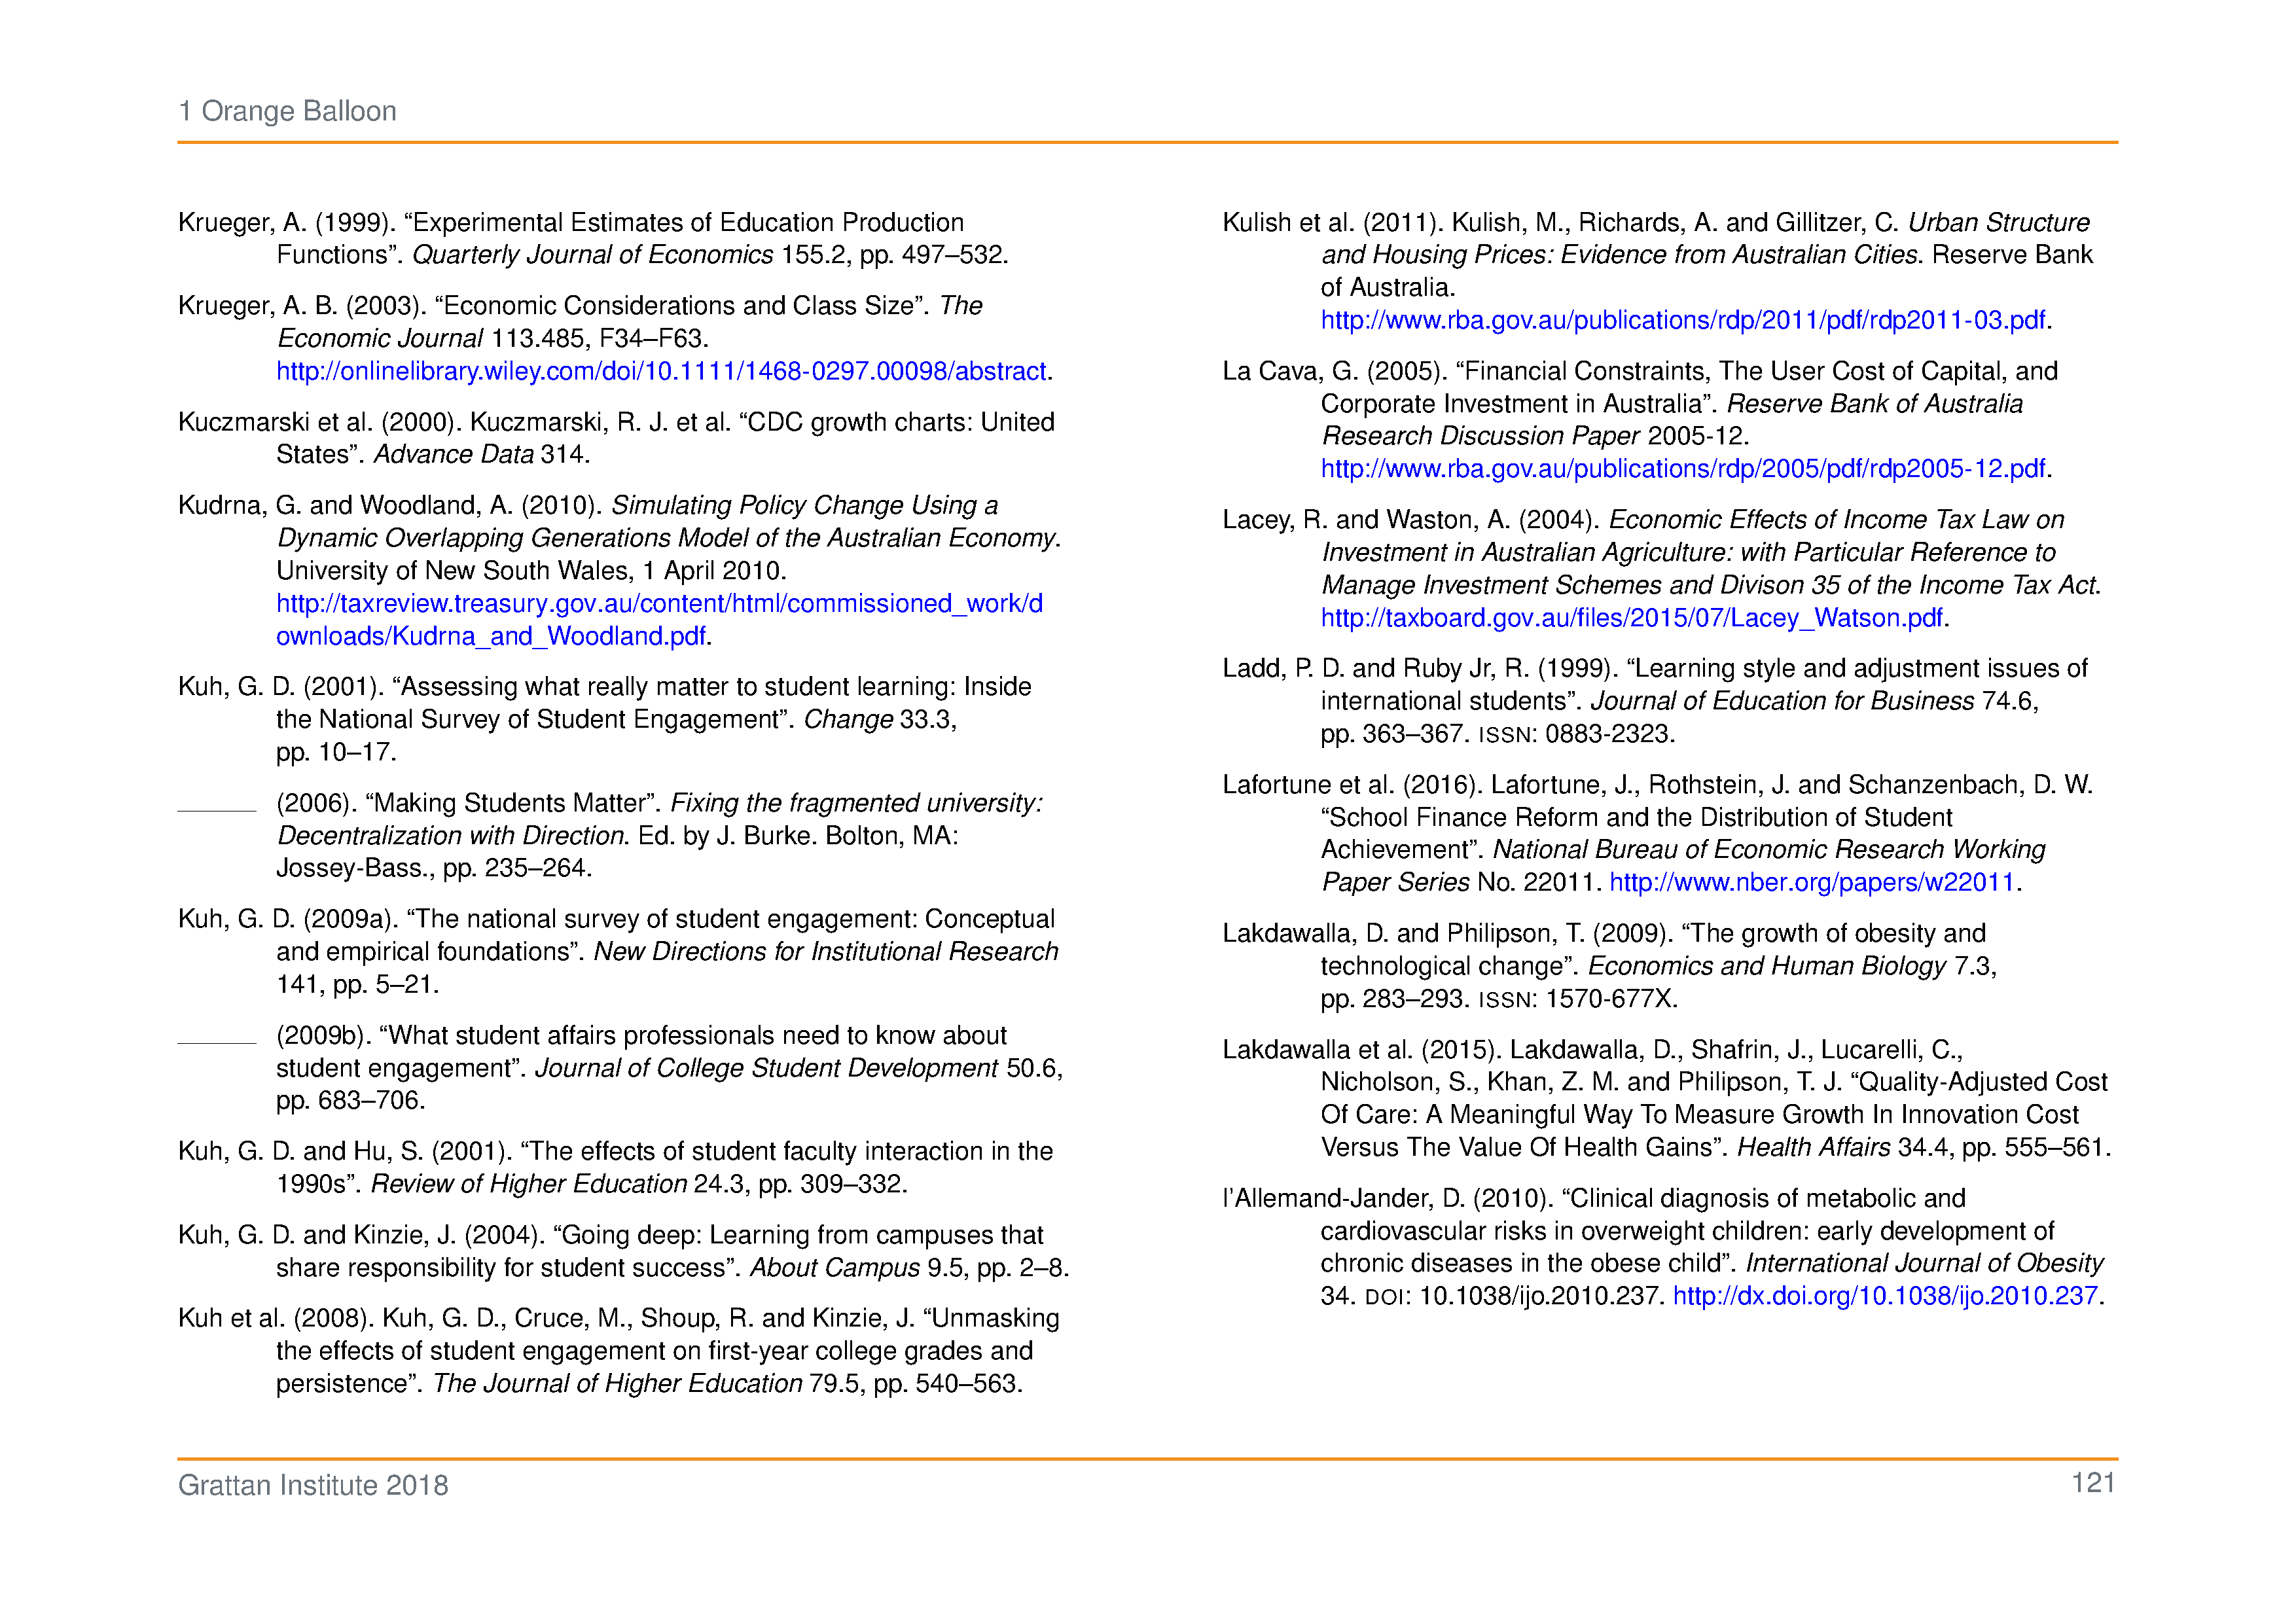 1 Orange Balloon
Krueger, A. (1999). “Experimental Estimates of Education Production
Functions”. Quarterly Journal of Economics 155.2, pp. 497–532.
Krueger, A. B. (2003). “Economic Considerations and Class Size”. The
Economic Journal 113.485, F34–F63.
http://onlinelibrary.wiley.com/doi/10.1111/1468-0297.00098/abstract.
Kuczmarski et al. (2000). Kuczmarski, R. J. et al. “CDC growth charts: United
States”. Advance Data 314.
Kudrna, G. and Woodland, A. (2010). Simulating Policy Change Using a
Dynamic Overlapping Generations Model of the Australian Economy.
University of New South Wales, 1 April 2010.
http://taxreview.treasury.gov.au/content/html/commissioned_work/d
ownloads/Kudrna_and_Woodland.pdf.
Kuh, G. D. (2001). “Assessing what really matter to student learning: Inside
the National Survey of Student Engagement”. Change 33.3,
pp. 10–17.
(2006). “Making Students Matter”. Fixing the fragmented university:
Decentralization with Direction. Ed. by J. Burke. Bolton, MA:
Jossey-Bass., pp. 235–264.
Kuh, G. D. (2009a). “The national survey of student engagement: Conceptual
and empirical foundations”. New Directions for Institutional Research
141, pp. 5–21.
(2009b). “What student affairs professionals need to know about
student engagement”. Journal of College Student Development 50.6,
pp. 683–706.
Kuh, G. D. and Hu, S. (2001). “The effects of student faculty interaction in the
1990s”. Review of Higher Education 24.3, pp. 309–332.
Kuh, G. D. and Kinzie, J. (2004). “Going deep: Learning from campuses that
share responsibility for student success”. About Campus 9.5, pp. 2–8.
Kuh et al. (2008). Kuh, G. D., Cruce, M., Shoup, R. and Kinzie, J. “Unmasking
the effects of student engagement on first-year college grades and
persistence”. The Journal of Higher Education 79.5, pp. 540–563.
Kulish et al. (2011). Kulish, M., Richards, A. and Gillitzer, C. Urban Structure
and Housing Prices: Evidence from Australian Cities. Reserve Bank
of Australia.
http://www.rba.gov.au/publications/rdp/2011/pdf/rdp2011-03.pdf.
La Cava, G. (2005). “Financial Constraints, The User Cost of Capital, and
Corporate Investment in Australia”. Reserve Bank of Australia
Research Discussion Paper 2005-12.
http://www.rba.gov.au/publications/rdp/2005/pdf/rdp2005-12.pdf.
Lacey, R. and Waston, A. (2004). Economic Effects of Income Tax Law on
Investment in Australian Agriculture: with Particular Reference to
Manage Investment Schemes and Divison 35 of the Income Tax Act.
http://taxboard.gov.au/files/2015/07/Lacey_Watson.pdf.
Ladd, P. D. and Ruby Jr, R. (1999). “Learning style and adjustment issues of
international students”. Journal of Education for Business 74.6,
pp. 363–367. ISSN: 0883-2323.
Lafortune et al. (2016). Lafortune, J., Rothstein, J. and Schanzenbach, D. W.
“School Finance Reform and the Distribution of Student
Achievement”. National Bureau of Economic Research Working
Paper Series No. 22011. http://www.nber.org/papers/w22011.
Lakdawalla, D. and Philipson, T. (2009). “The growth of obesity and
technological change”. Economics and Human Biology 7.3,
pp. 283–293. ISSN: 1570-677X.
Lakdawalla et al. (2015). Lakdawalla, D., Shafrin, J., Lucarelli, C.,
Nicholson, S., Khan, Z. M. and Philipson, T. J. “Quality-Adjusted Cost
Of Care: A Meaningful Way To Measure Growth In Innovation Cost
Versus The Value Of Health Gains”. Health Affairs 34.4, pp. 555–561.
l’Allemand-Jander, D. (2010). “Clinical diagnosis of metabolic and
cardiovascular risks in overweight children: early development of
chronic diseases in the obese child”. International Journal of Obesity
34. DOI: 10.1038/ijo.2010.237. http://dx.doi.org/10.1038/ijo.2010.237.
Grattan Institute 2018
121